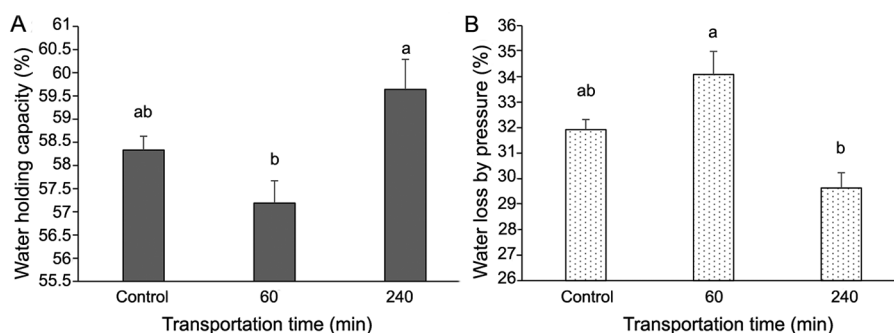 A
Water holding capacity (%)
61
60.5
60
59.5
59
58.5
58
57.5
57
56.5
56
55.5
ab
b
a
Control
60
240
Transportation time (min)
B
Water loss by pressure (%)
36
35
34
33
32
31
30
29
28
27
26
ab
a
b
Control
60
240
Transportation time (min)